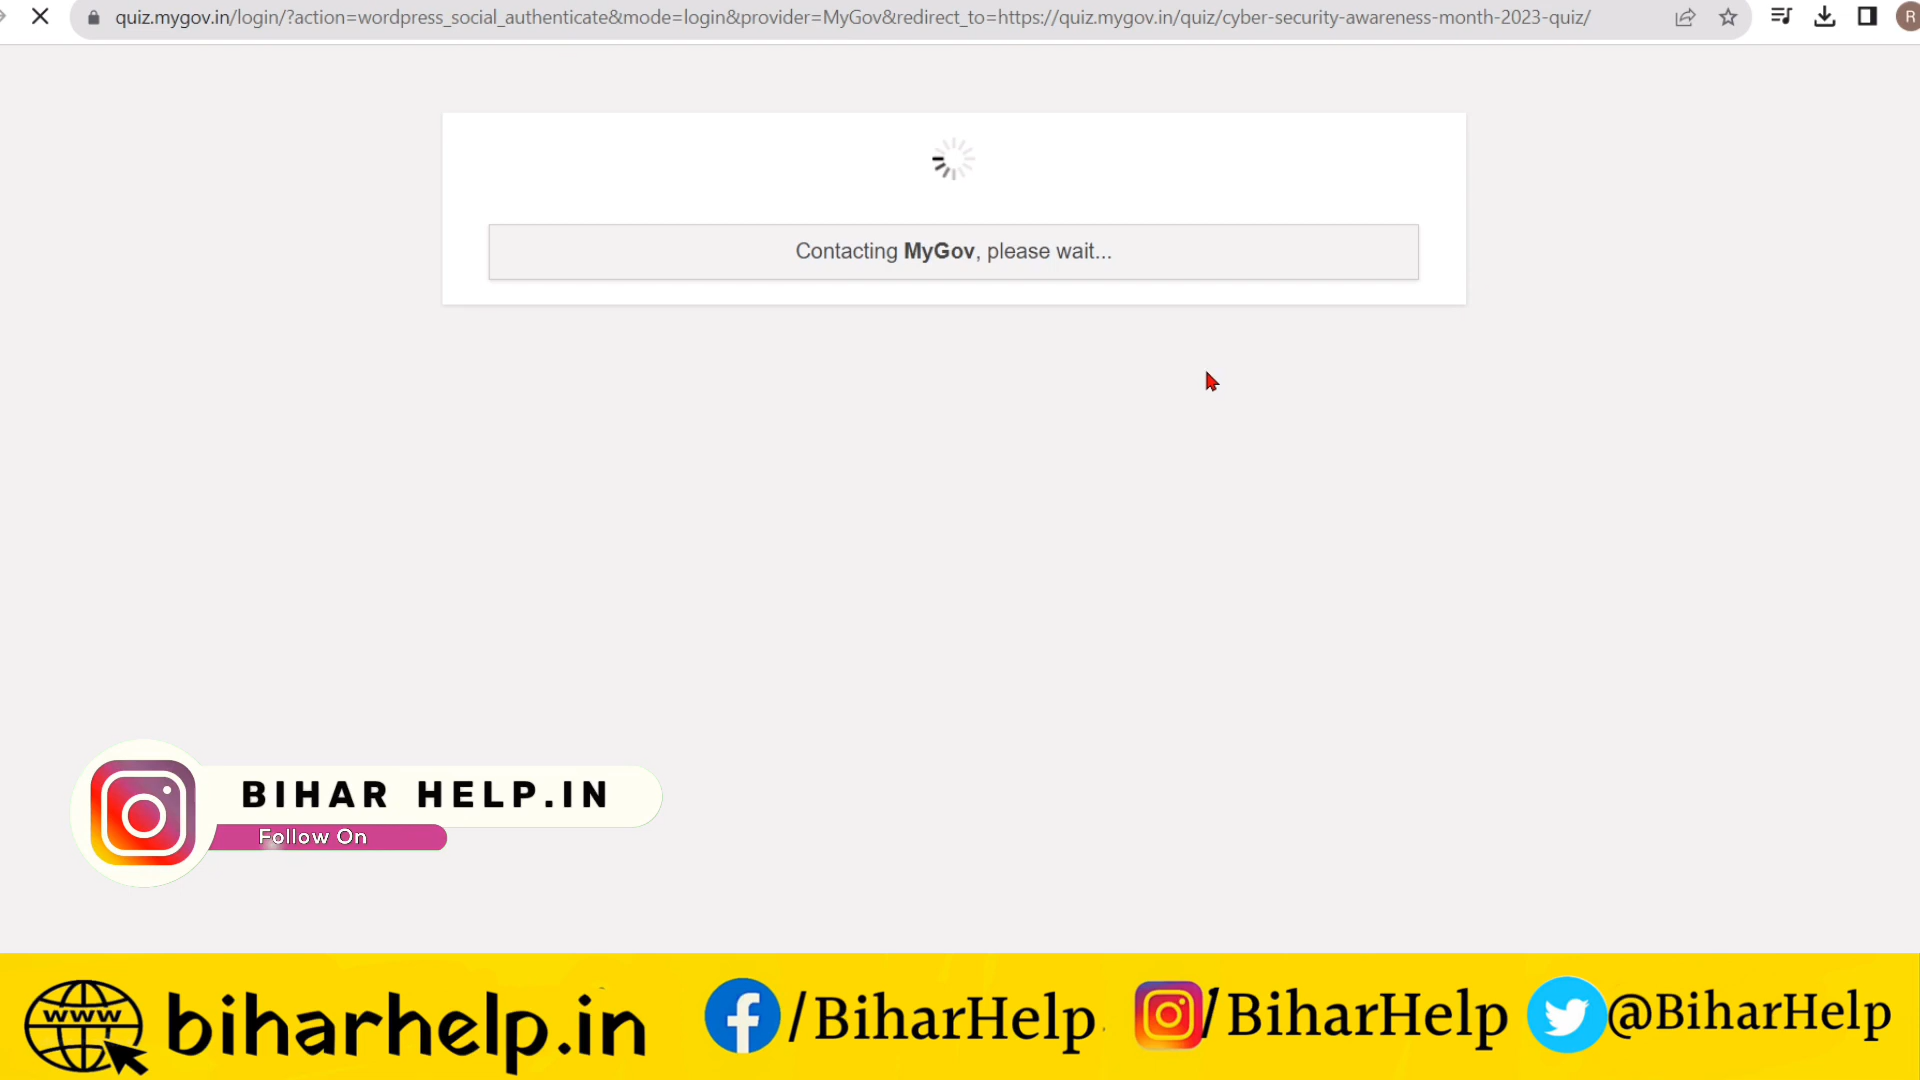 quiz.mygov.in/login/?action=wordpress_social_authenticate&mode=login&provider=MyGov&redirect_to=https://quiz.mygov.in/quiz/cyber-security-awareness-month-2023-quiz/
R
Contacting MyGov, please wait...
BIHAR HELP.IN
Follow On
WWW biharhelp.in /BiharHelp /BiharHelp @BiharHelp